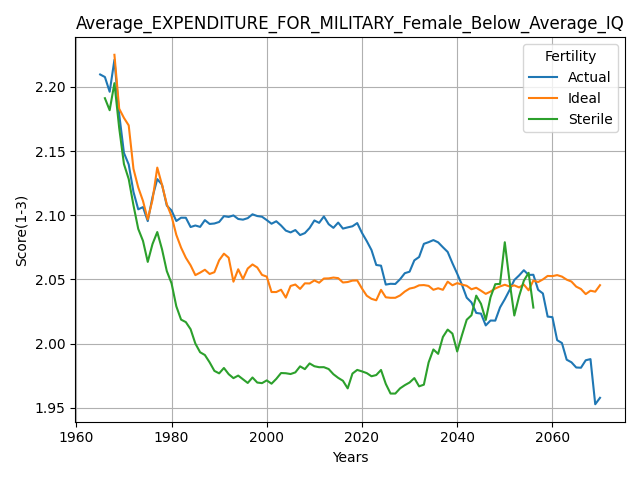 Average_EXPENDITURE_FOR_MILITARY_Female_Below_Average_IQ
Fertility
Actual
Ideal
Sterile
Score(1-3)
2.20
2.15
2.10
2.05
2.00
1.95
1960 1980 2000 2020 2040 2060
Years